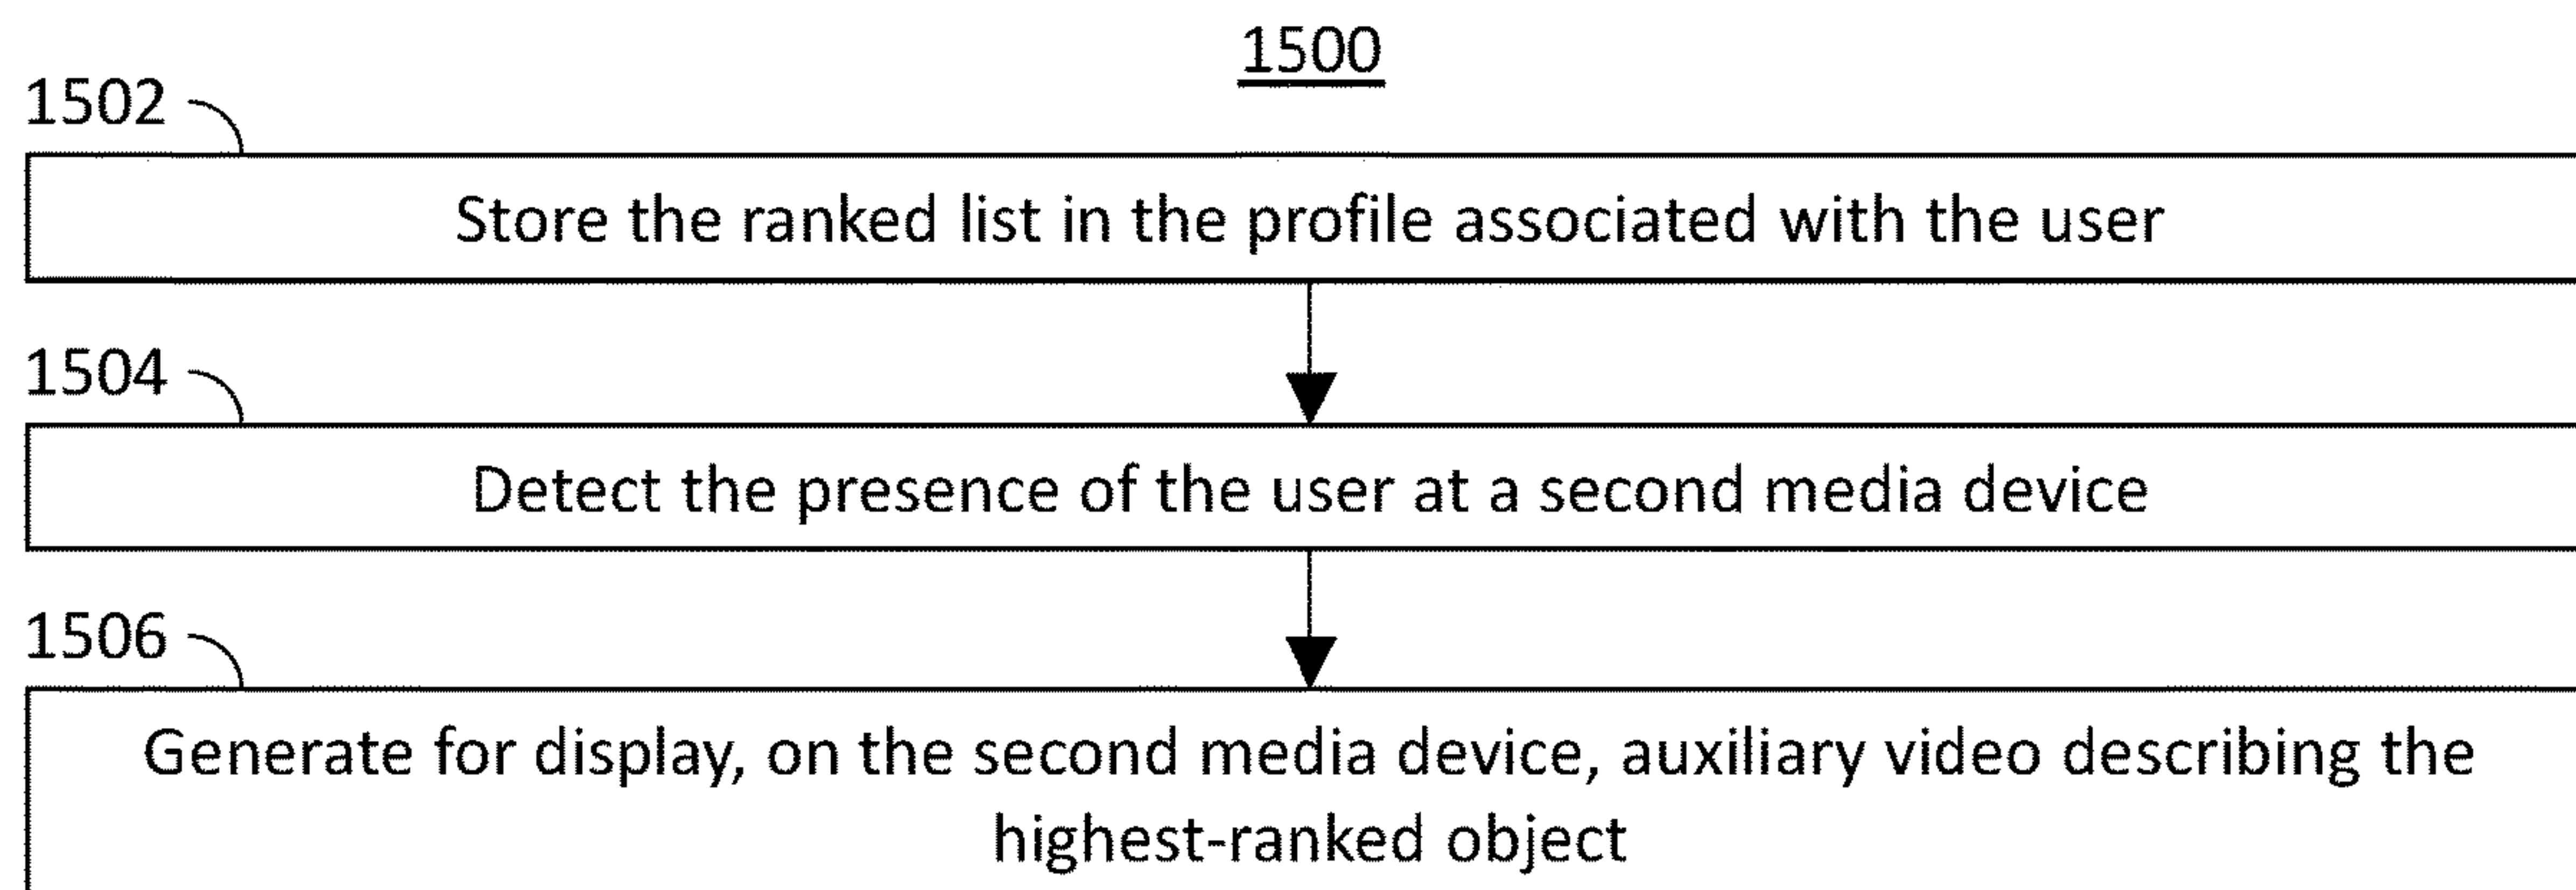 1500
1502
Store the ranked list in the profile associated with the user
1504
Detect the presence of the user at a second media device
1506
Generate for display, on the second media device, auxiliary video describing the
highest-ranked object